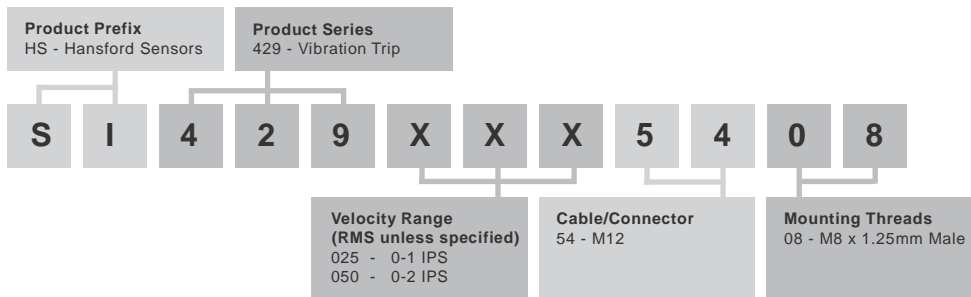 Product Prefix
HS - Hansford Sensors
Product Series
429 - Vibration Trip
S I 4 2 9 X X X 5 4 0 8
Velocity Range
(RMS unless specified)
025 - 0-1 IPS
050 - 0-2 IPS
Cable/Connector
54 - M12
Mounting Threads
08 - M8 x 1.25mm Male